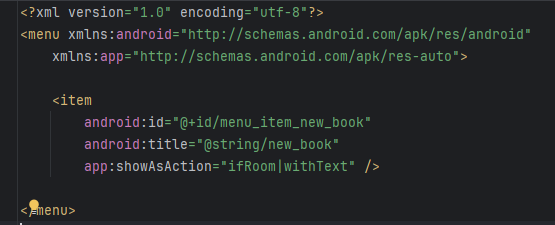 <?xml version="1.0" encoding="utf-8"?>
<menu xmlns:android="http://schemas.android.com/apk/res/android"
    xmlns:app="http://schemas.android.com/apk/res-auto">

    <item
        android:id="@+id/menu_item_new_book"
        android:title="@string/new_book"
        app:showAsAction="ifRoom|withText" />

</menu>